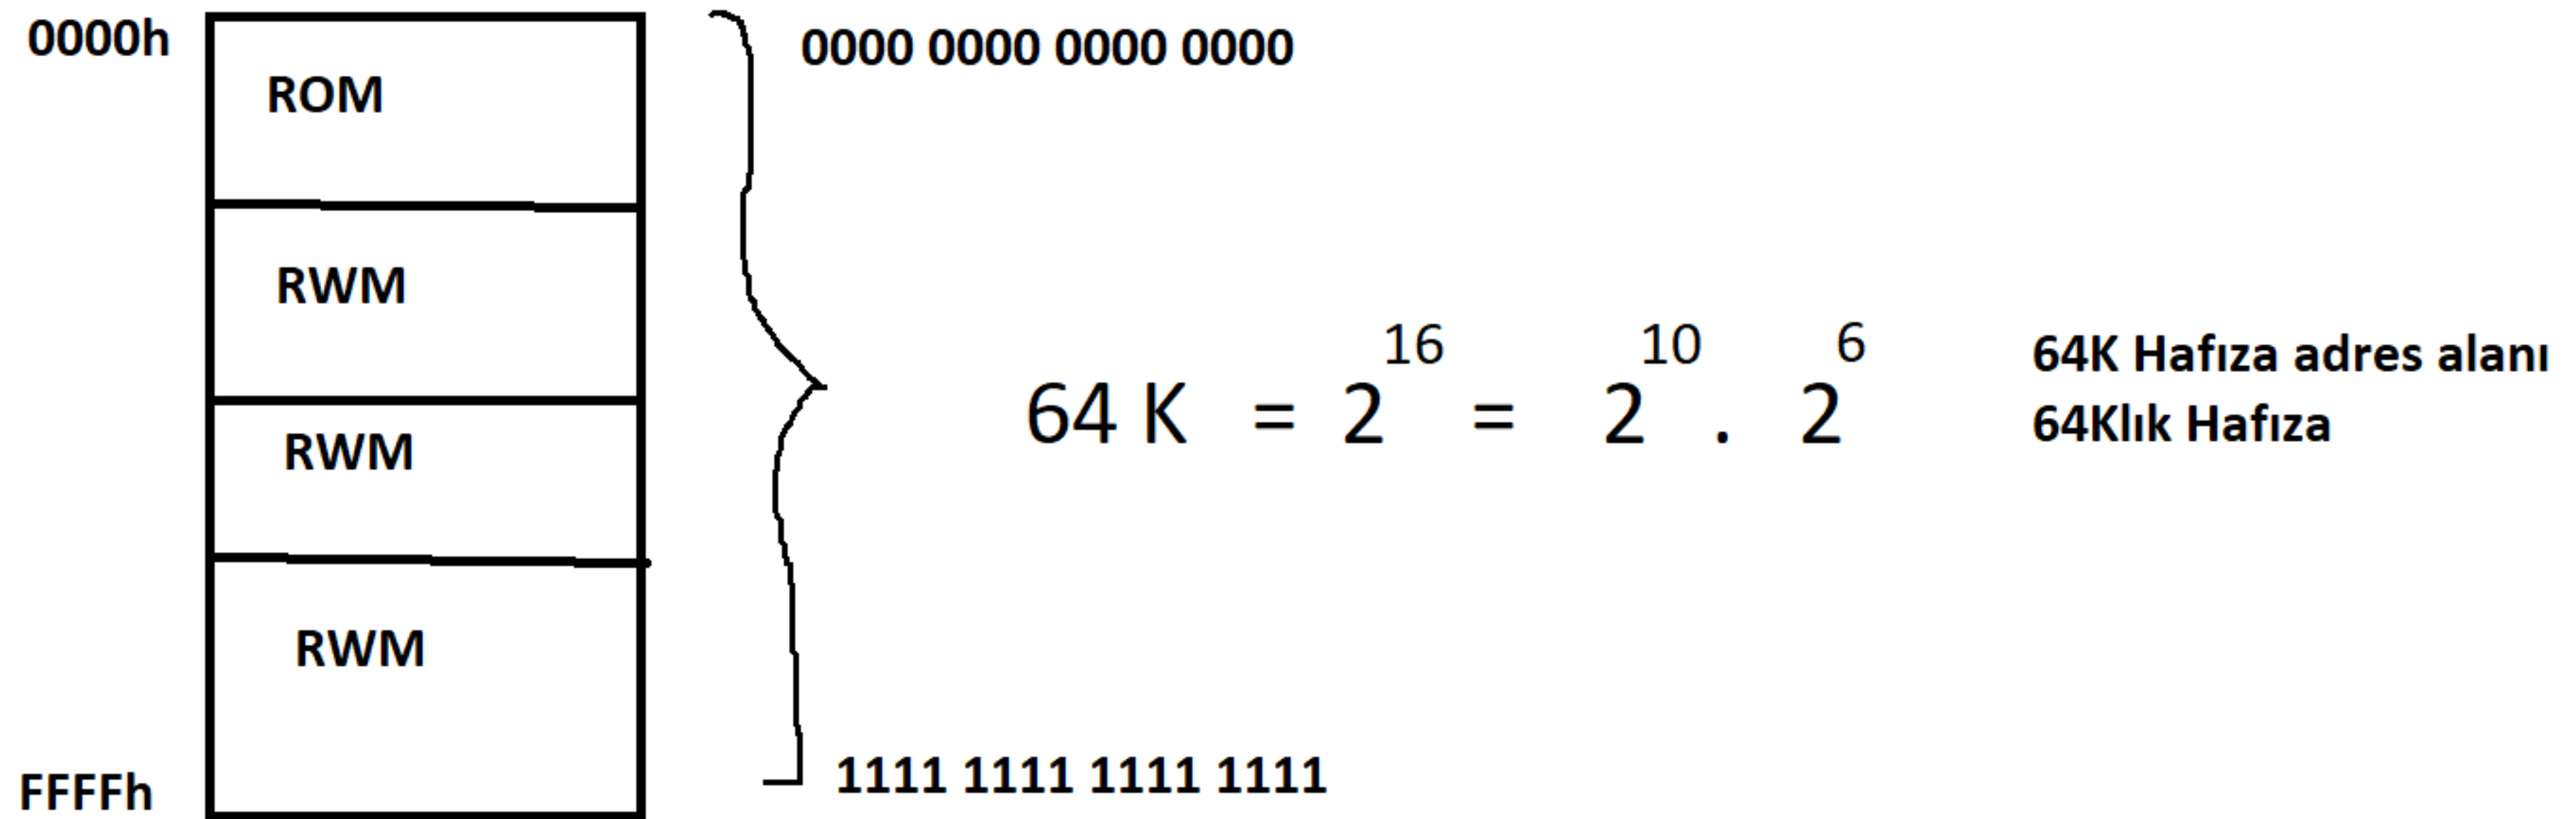 0000h
0000 0000 0000 0000
ROM
RWM
16 10 6
64 K = 2 = 2 . 2
64K Hafıza adres alanı
64Klık Hafıza
RWM
RWM
FFFFh
1111 1111 1111 1111